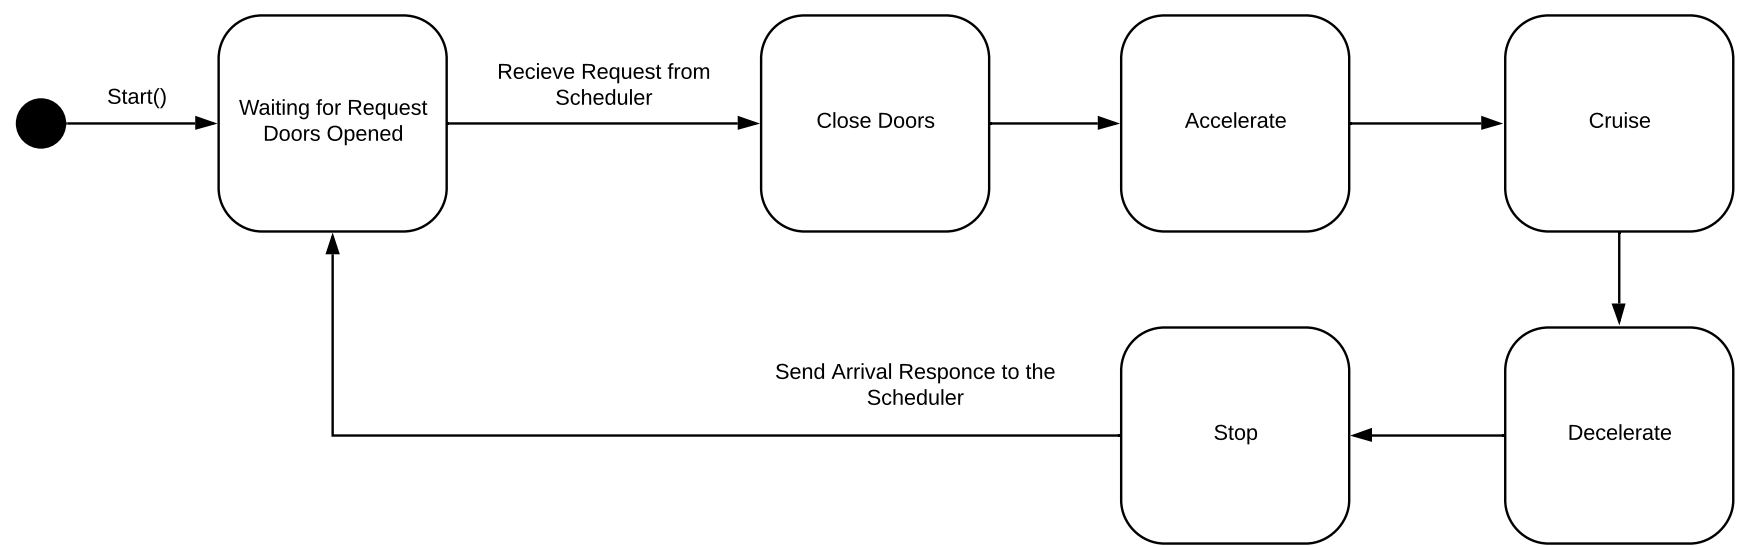 Start()
Waiting for Request
Doors Opened
Recieve Request from
Scheduler
Close Doors
Accelerate
Cruise
Send Arrival Responce to the
Scheduler
Stop
Decelerate